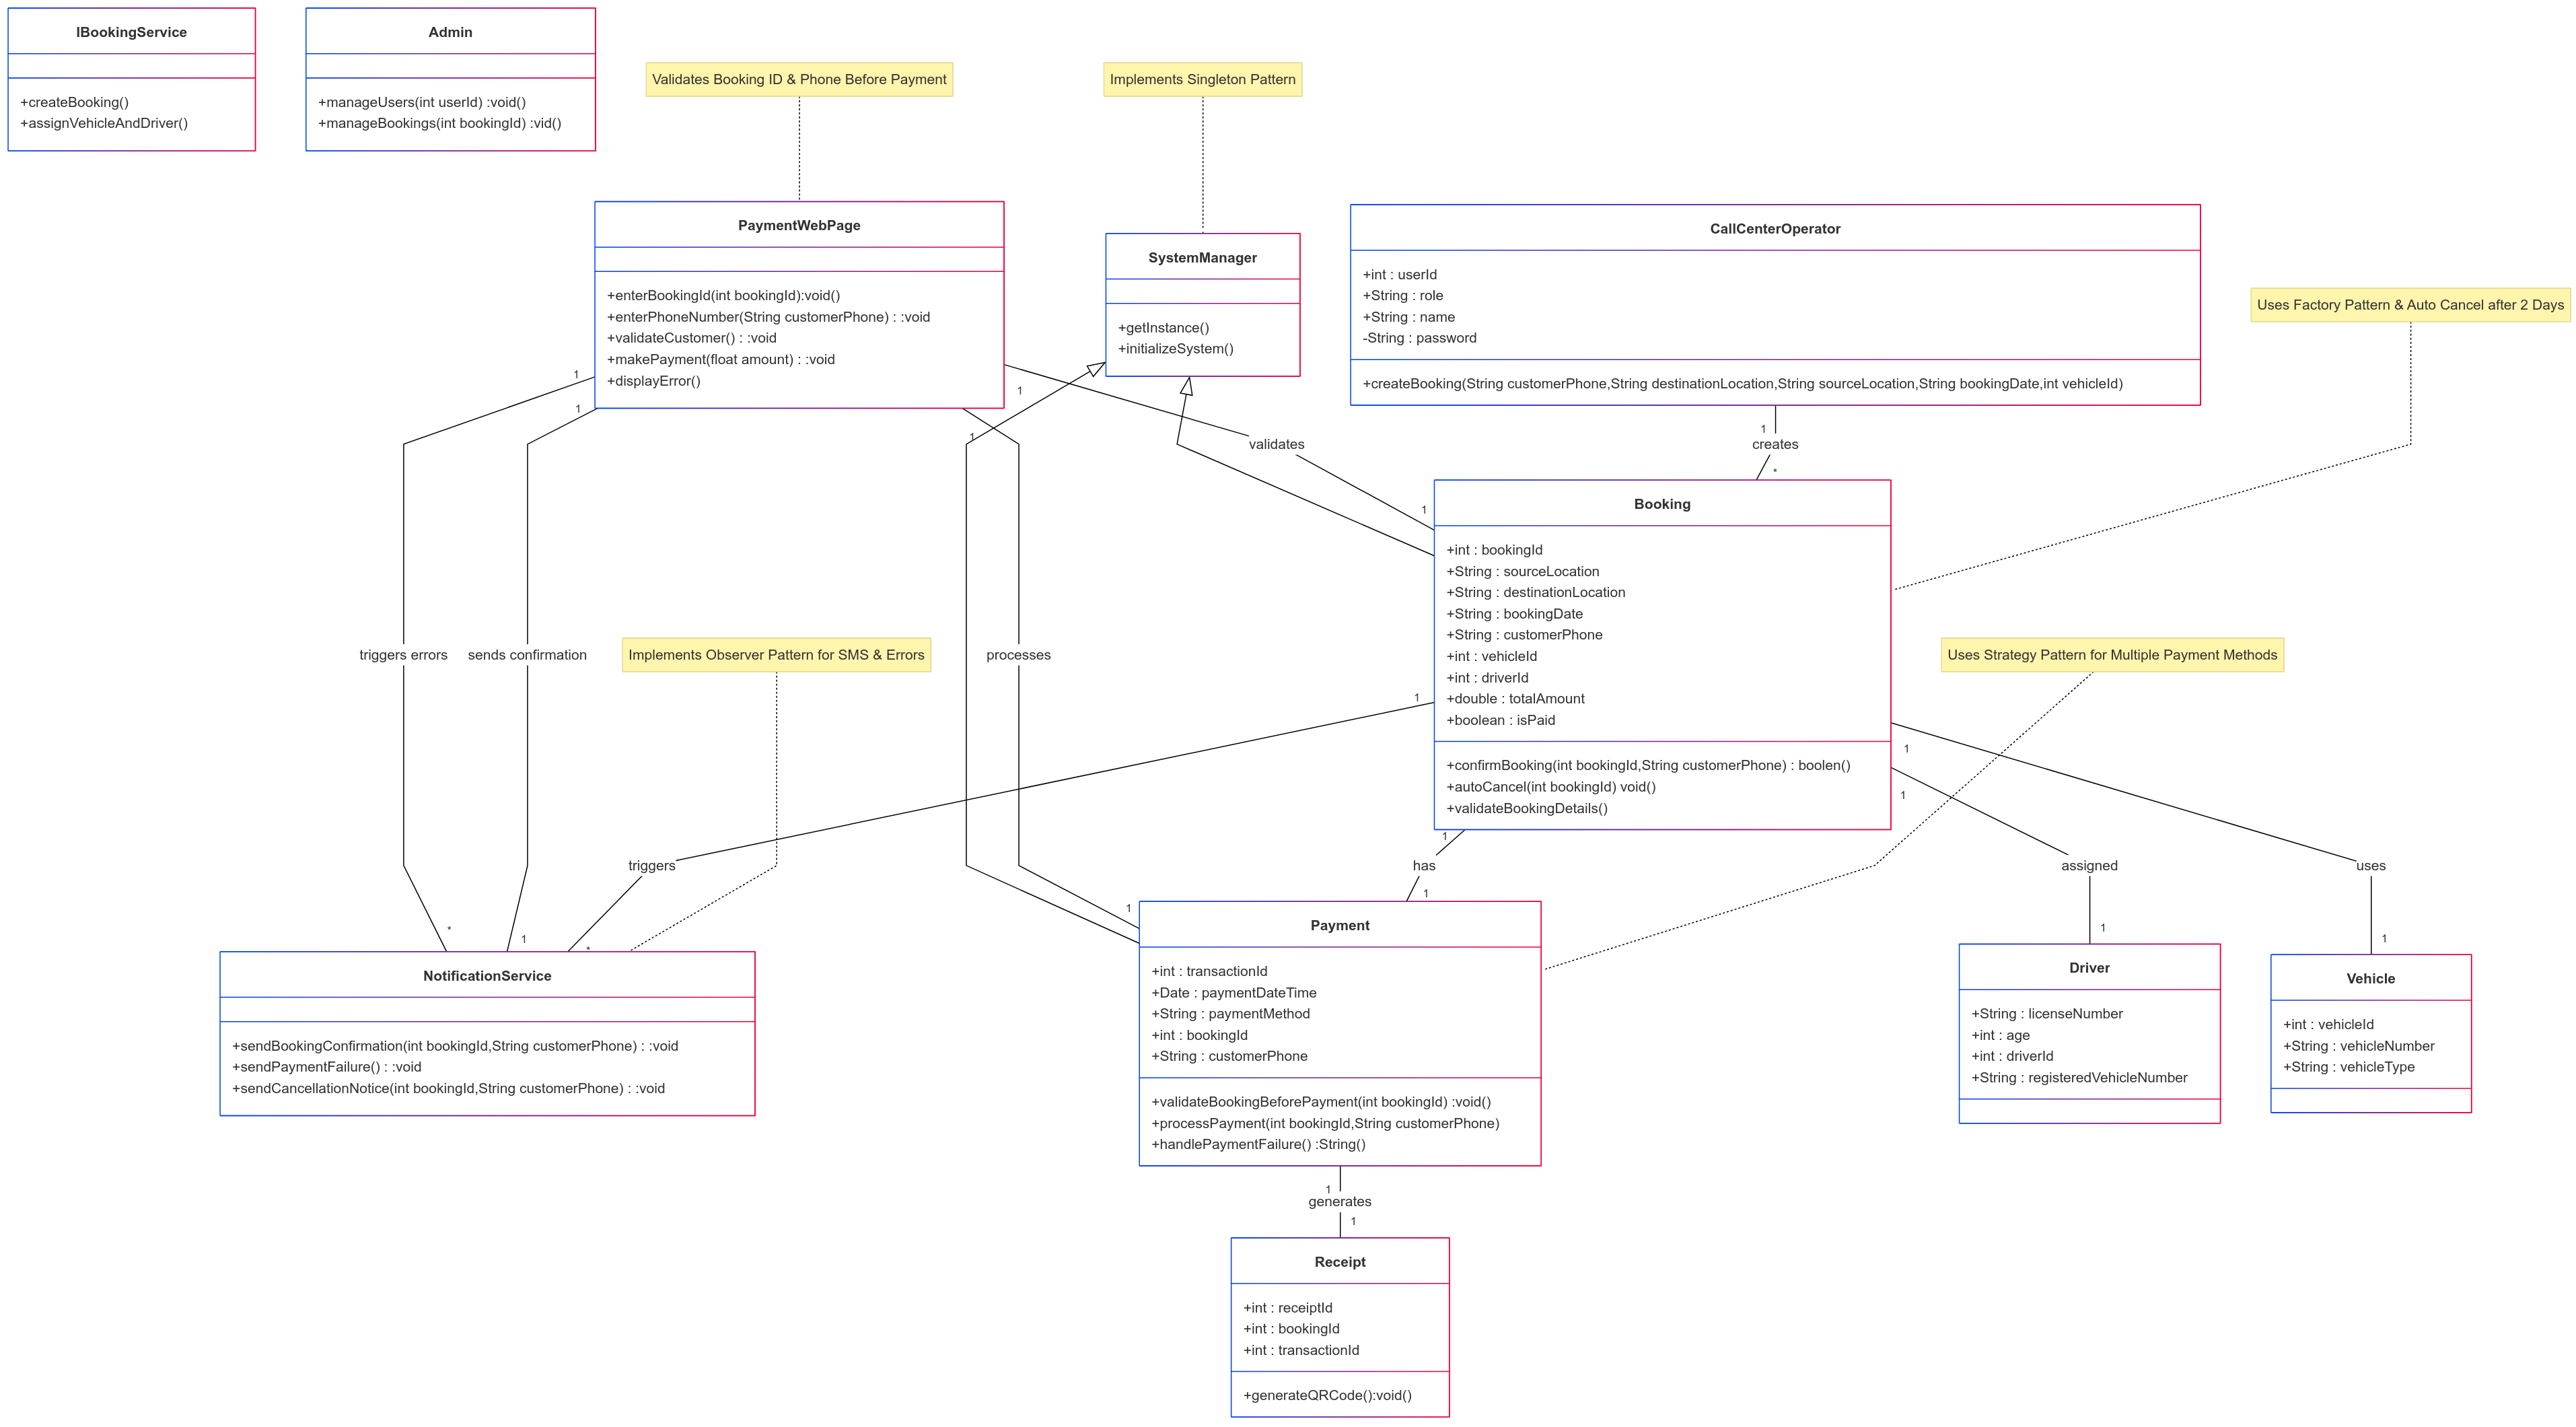 IBookingService
+createBooking()
+assignVehicleAndDriver()
Admin
+manageUsers(int userId) :void()
+manageBookings(int bookingId) :vid()
Validates Booking ID & Phone Before Payment
Implements Singleton Pattern
PaymentWebPage
+enterBookingId(int bookingId):void()
+enterPhoneNumber(String customerPhone) : :void
+validateCustomer() : :void
+makePayment(float amount) : :void
+displayError()
SystemManager
+getInstance()
+initializeSystem()
CallCenterOperator
+int : userId
+String : role
+String : name
-String : password
+createBooking(String customerPhone,String destinationLocation,String sourceLocation,String bookingDate,int vehicleId)
Uses Factory Pattern & Auto Cancel after 2 Days
1
1
1
1
validates
1
creates
*
1
Booking
+int : bookingId
+String : sourceLocation
+String : destinationLocation
+String : bookingDate
+String : customerPhone
+int : vehicleId
+int : driverId
+double : totalAmount
+boolean : isPaid
+confirmBooking(int bookingId,String customerPhone) : boolen()
+autoCancel(int bookingId) void()
+validateBookingDetails()
triggers errors
sends confirmation
Implements Observer Pattern for SMS & Errors
processes
Uses Strategy Pattern for Multiple Payment Methods
1
1
1
1
triggers
has
assigned
uses
*
1
*
1
1
1
1
NotificationService
+sendBookingConfirmation(int bookingId,String customerPhone) : :void
+sendPaymentFailure() : :void
+sendCancellationNotice(int bookingId,String customerPhone) : :void
Payment
+int : transactionId
+Date : paymentDateTime
+String : paymentMethod
+int : bookingId
+String : customerPhone
+validateBookingBeforePayment(int bookingId) :void()
+processPayment(int bookingId,String customerPhone)
+handlePaymentFailure() :String()
Driver
+String : licenseNumber
+int : age
+int : driverId
+String : registeredVehicleNumber
Vehicle
+int : vehicleId
+String : vehicleNumber
+String : vehicleType
1
generates
1
Receipt
+int : receiptId
+int : bookingId
+int : transactionId
+generateQRCode():void()